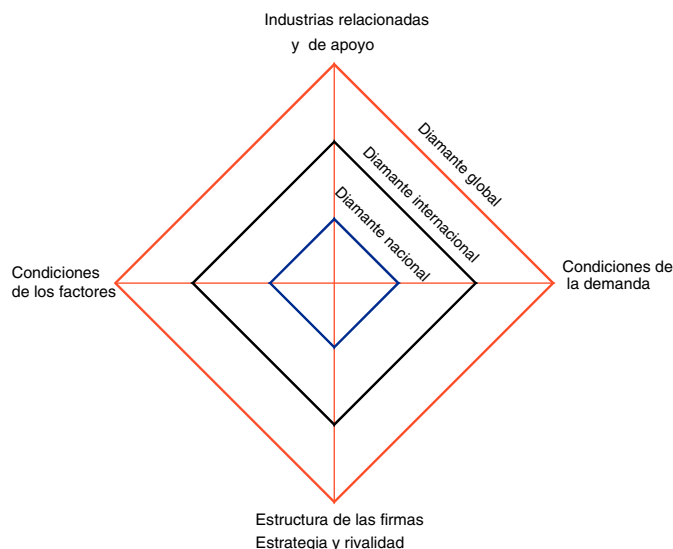 Industrias relacionadas
y de apoyo
Diamante global
Diamante internacional
Diamante nacional
Condiciones
de los factores
Condiciones de
la demanda
Estructura de las firmas
Estrategia y rivalidad